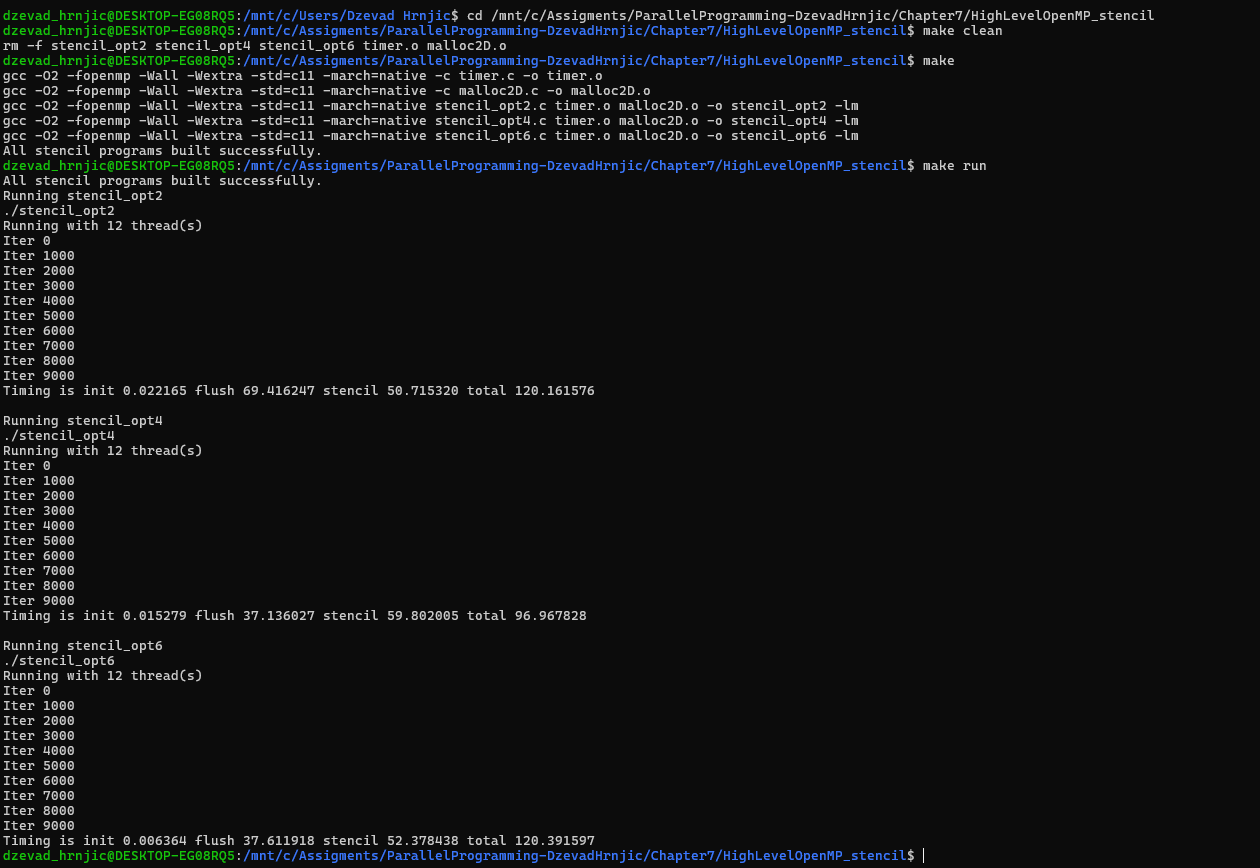 dzevad_hrnjic@DESKTOP-EG08RQ5:/mnt/c/Users/Dzevad Hrnjic$ cd /mnt/c/Assigments/ParallelProgramming-DzevadHrnjic/Chapter7/HighLevelOpenMP_stencil
dzevad_hrnjic@DESKTOP-EG08RQ5:/mnt/c/Assigments/ParallelProgramming-DzevadHrnjic/Chapter7/HighLevelOpenMP_stencil$ make clean
rm -f stencil_opt2 stencil_opt4 stencil_opt6 timer.o malloc2D.o
dzevad_hrnjic@DESKTOP-EG08RQ5:/mnt/c/Assigments/ParallelProgramming-DzevadHrnjic/Chapter7/HighLevelOpenMP_stencil$ make
gcc -O2 -fopenmp -Wall -Wextra -std=c11 -march=native -c timer.c -o timer.o
gcc -O2 -fopenmp -Wall -Wextra -std=c11 -march=native -c malloc2D.c -o malloc2D.o
gcc -O2 -fopenmp -Wall -Wextra -std=c11 -march=native stencil_opt2.c timer.o malloc2D.o -o stencil_opt2 -lm
gcc -O2 -fopenmp -Wall -Wextra -std=c11 -march=native stencil_opt4.c timer.o malloc2D.o -o stencil_opt4 -lm
gcc -O2 -fopenmp -Wall -Wextra -std=c11 -march=native stencil_opt6.c timer.o malloc2D.o -o stencil_opt6 -lm
All stencil programs built successfully.
dzevad_hrnjic@DESKTOP-EG08RQ5:/mnt/c/Assigments/ParallelProgramming-DzevadHrnjic/Chapter7/HighLevelOpenMP_stencil$ make run
All stencil programs built successfully.
Running stencil_opt2
./stencil_opt2
Running with 12 thread(s)
Iter 0
Iter 1000
Iter 2000
Iter 3000
Iter 4000
Iter 5000
Iter 6000
Iter 7000
Iter 8000
Iter 9000
Timing is init 0.022165 flush 69.416247 stencil 50.715320 total 120.161576
Running stencil_opt4
./stencil_opt4
Running with 12 thread(s)
Iter 0
Iter 1000
Iter 2000
Iter 3000
Iter 4000
Iter 5000
Iter 6000
Iter 7000
Iter 8000
Iter 9000
Timing is init 0.015279 flush 37.136027 stencil 59.802005 total 96.967828
Running stencil_opt6
./stencil_opt6
Running with 12 thread(s)
Iter 0
Iter 1000
Iter 2000
Iter 3000
Iter 4000
Iter 5000
Iter 6000
Iter 7000
Iter 8000
Iter 9000
Timing is init 0.006364 flush 37.611918 stencil 52.378438 total 120.391597
dzevad_hrnjic@DESKTOP-EG08RQ5:/mnt/c/Assigments/ParallelProgramming-DzevadHrnjic/Chapter7/HighLevelOpenMP_stencil$